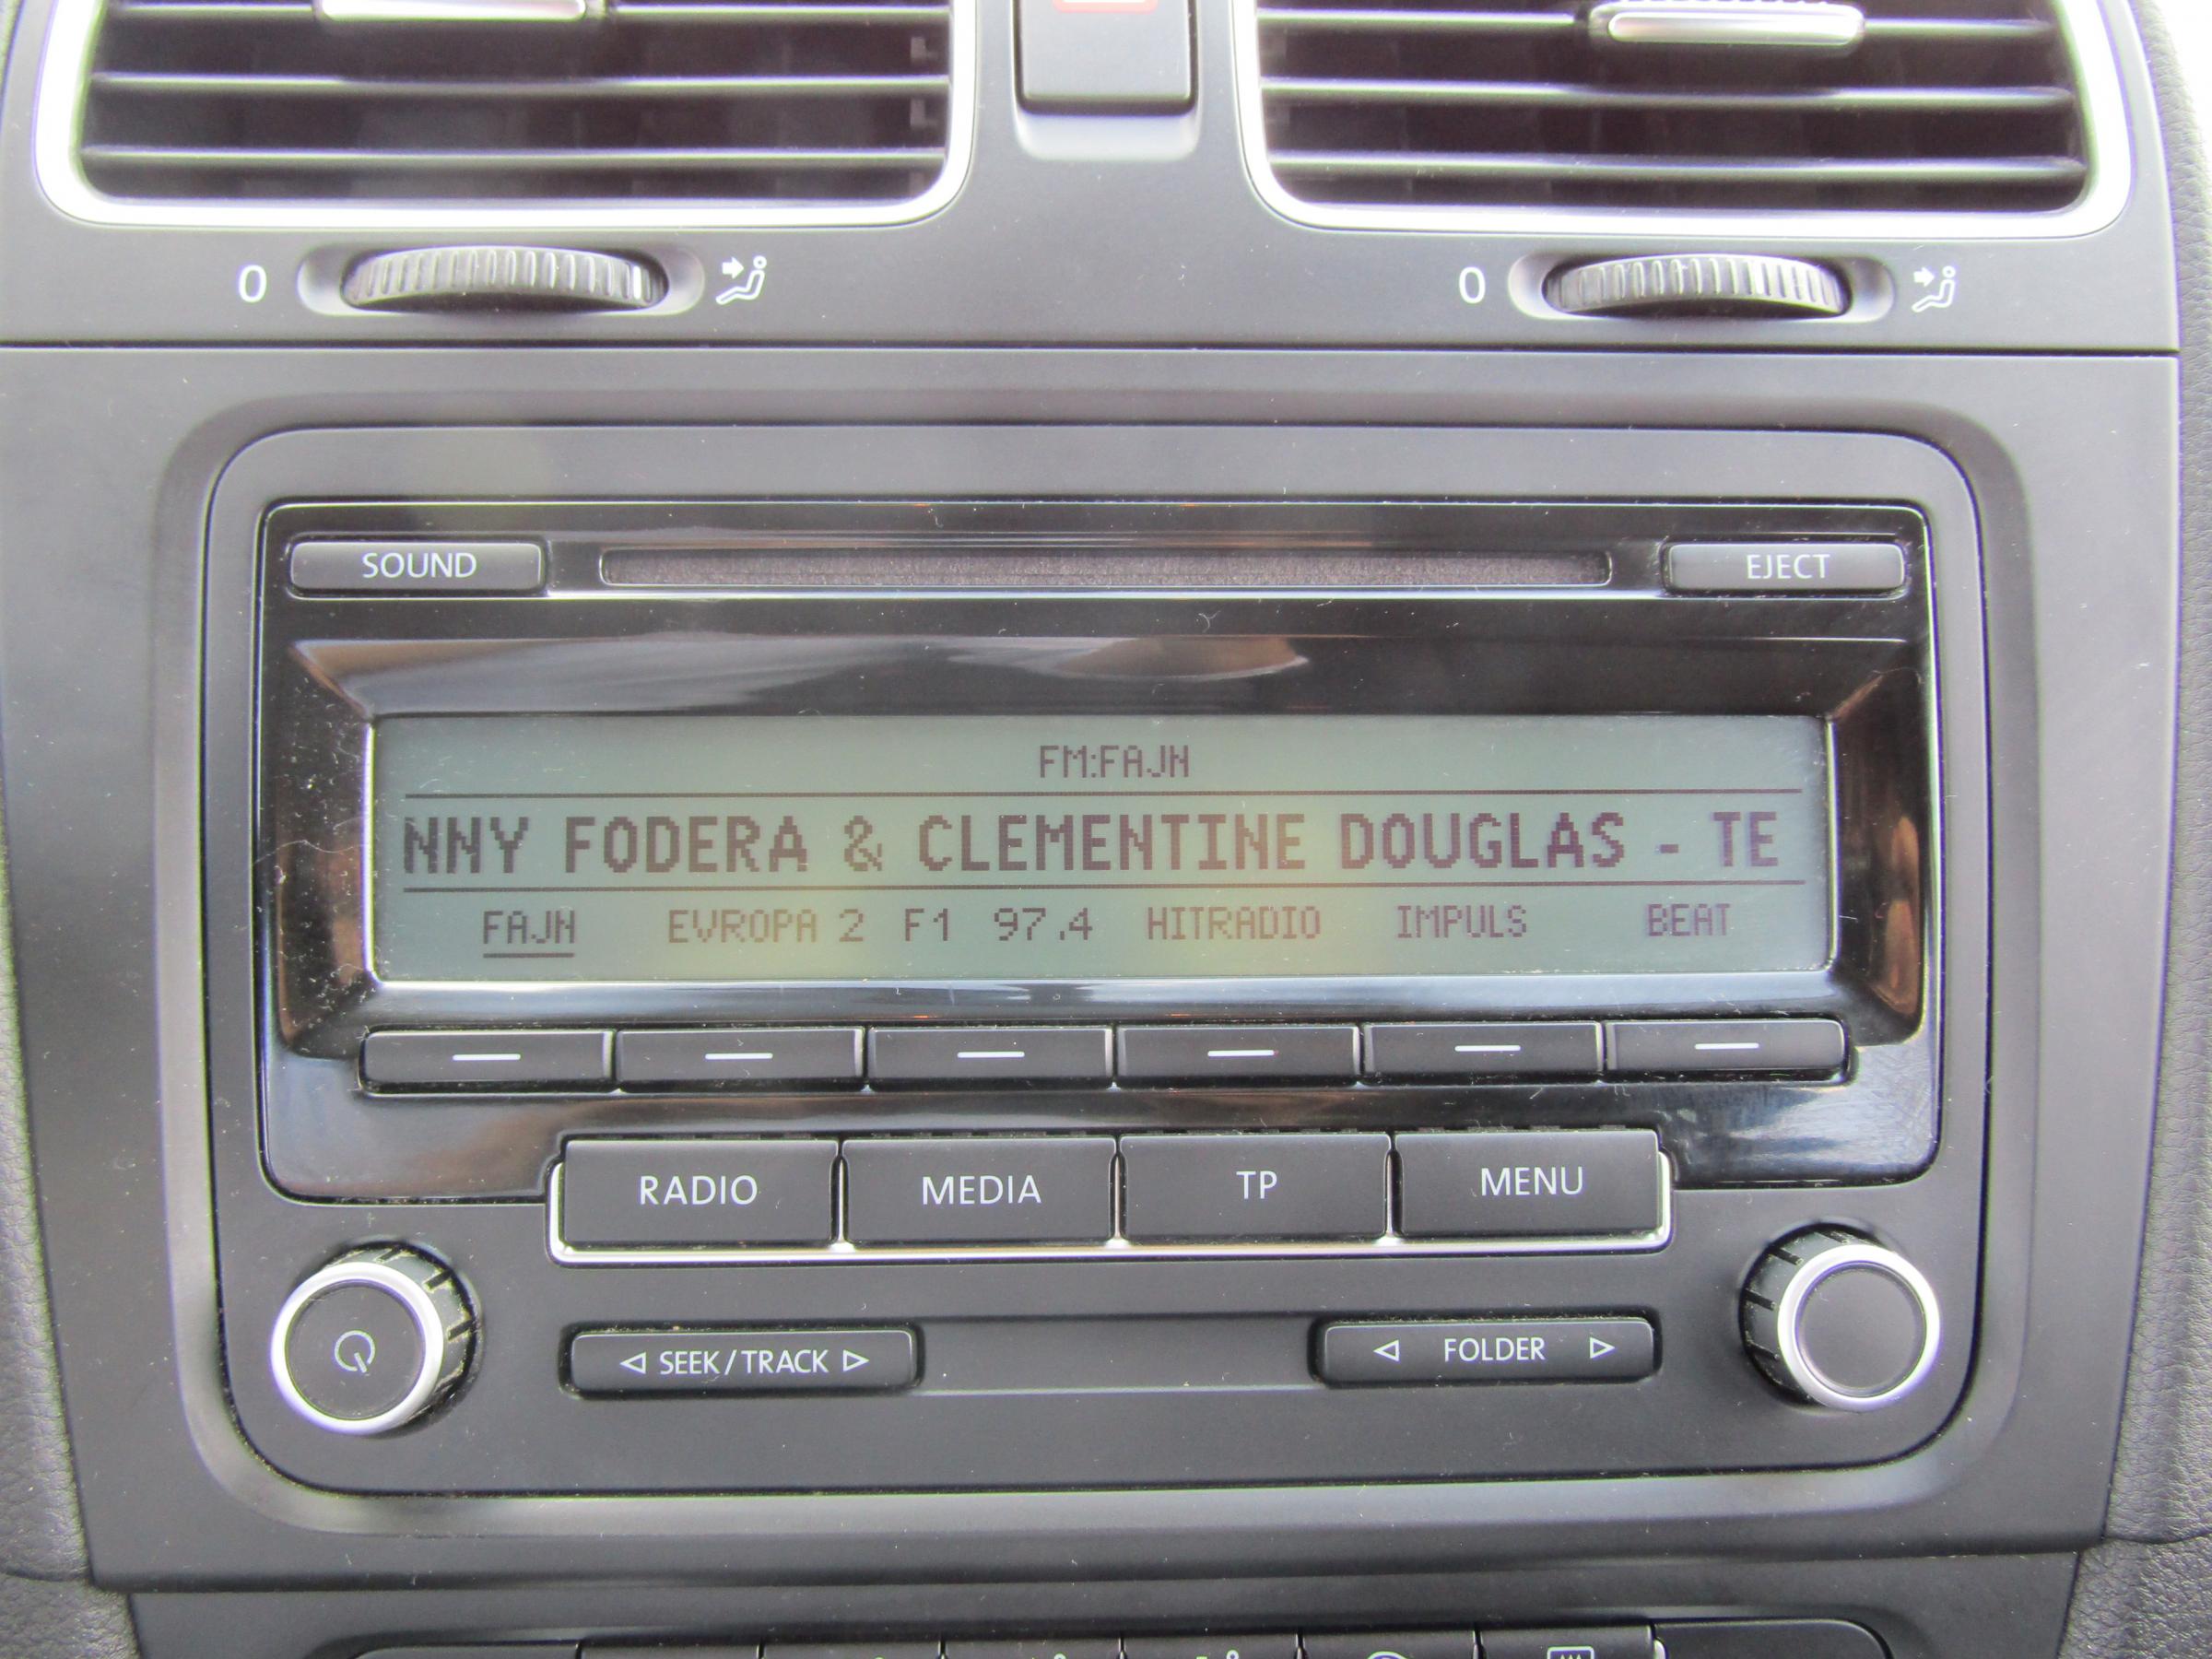 0 0
SOUND EJECT
FM:FAJN
NNY FODERA & CLEMENTINE DOUGLAS - TE
FAJN EVROPA 2 F1 97.4 HITRADIO IMPULS BEAT
RADIO MEDIA TP MENU
SEEK/TRACK FOLDER